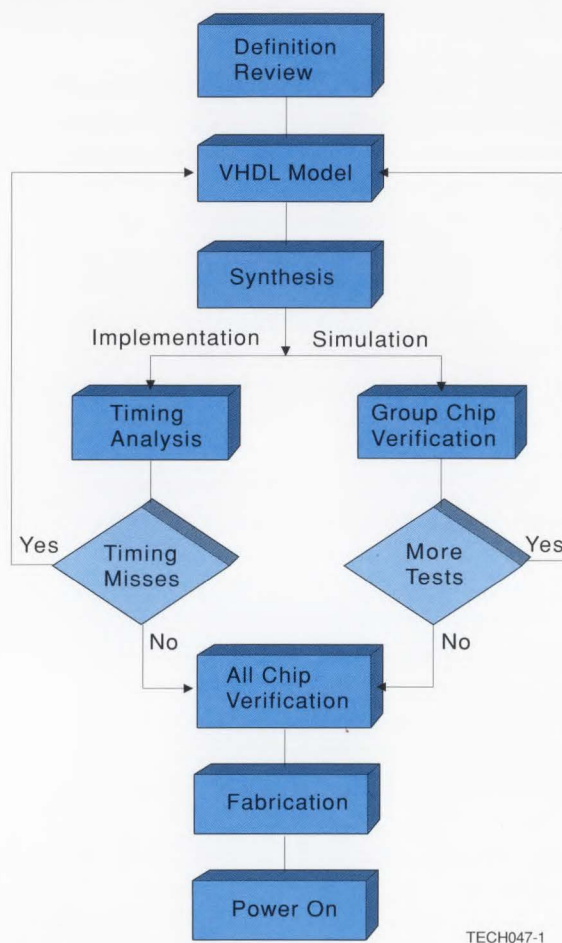 Definition
Review
VHDL Model
Synthesis
Implementation
Simulation
Timing
Analysis
Group Chip
Verification
Yes
Timing
Misses
More
Tests
Yes
No
No
All Chip
Verification
Fabrication
Power On
TECH047-1